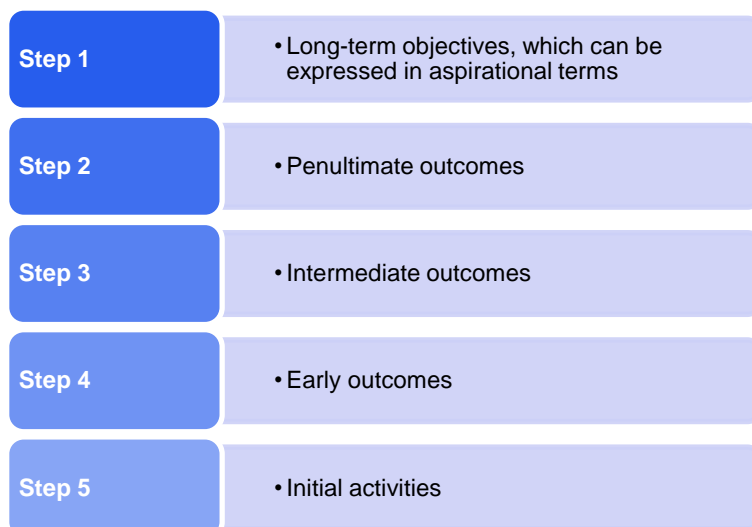 Step 1
• Long-term objectives, which can be
expressed in aspirational terms
Step 2
• Penultimate outcomes
Step 3
• Intermediate outcomes
Step 4
• Early outcomes
Step 5
• Initial activities